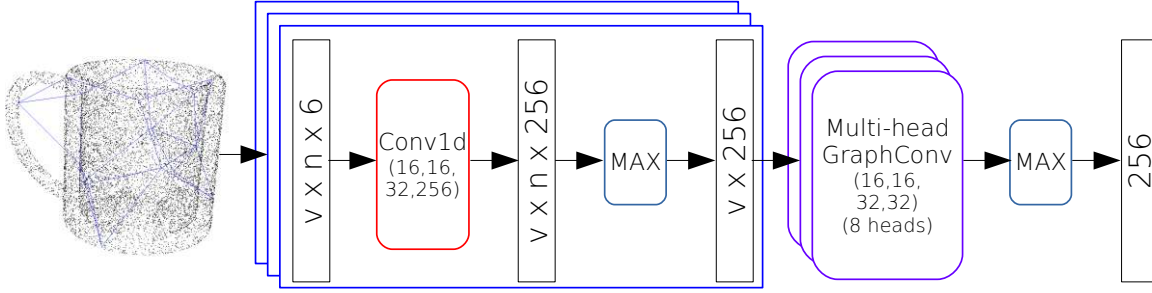 v x n x 6
Conv1d
(16,16,
32,256)
v x n x 256
MAX
v x 256
Multi-head
GraphConv
(16,16,
32,32)
(8 heads)
MAX
256